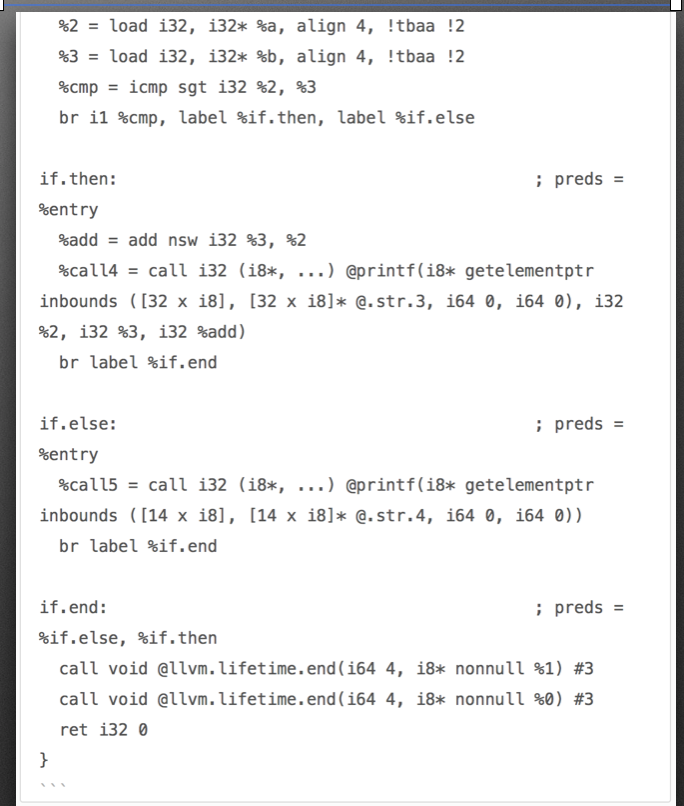 %2 = load i32, i32* %a, align 4, !tbaa !2
%3 = load i32, i32* %b, align 4, !tbaa !2
%cmp = icmp sgt i32 %2, %3
br i1 %cmp, label %if.then, label %if.else
if.then: ; preds =
%entry
%add = add nsw i32 %3, %2
%call4 = call i32 (i8*, ...) @printf(i8* getelementptr
inbounds ([32 x i8], [32 x i8]* @.str.3, i64 0, i64 0), i32
%2, i32 %3, i32 %add)
br label %if.end
if.else: ; preds =
%entry
%call5 = call i32 (i8*, ...) @printf(i8* getelementptr
inbounds ([14 x i8], [14 x i8]* @.str.4, i64 0, i64 0))
br label %if.end
if.end: ; preds =
%if.else, %if.then
call void @llvm.lifetime.end(i64 4, i8* nonnull %1) #3
call void @llvm.lifetime.end(i64 4, i8* nonnull %0) #3
ret i32 0
}
```